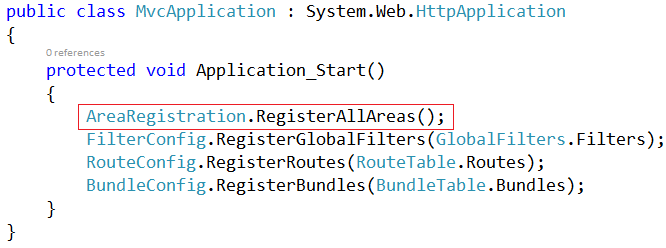 public class MvcApplication : System.Web.HttpApplication
{
0 references
protected void Application_Start()
{
AreaRegistration.RegisterAllAreas();
FilterConfig.RegisterGlobalFilters(GlobalFilters.Filters);
RouteConfig.RegisterRoutes(RouteTable.Routes);
BundleConfig.RegisterBundles(BundleTable.Bundles);
}
}